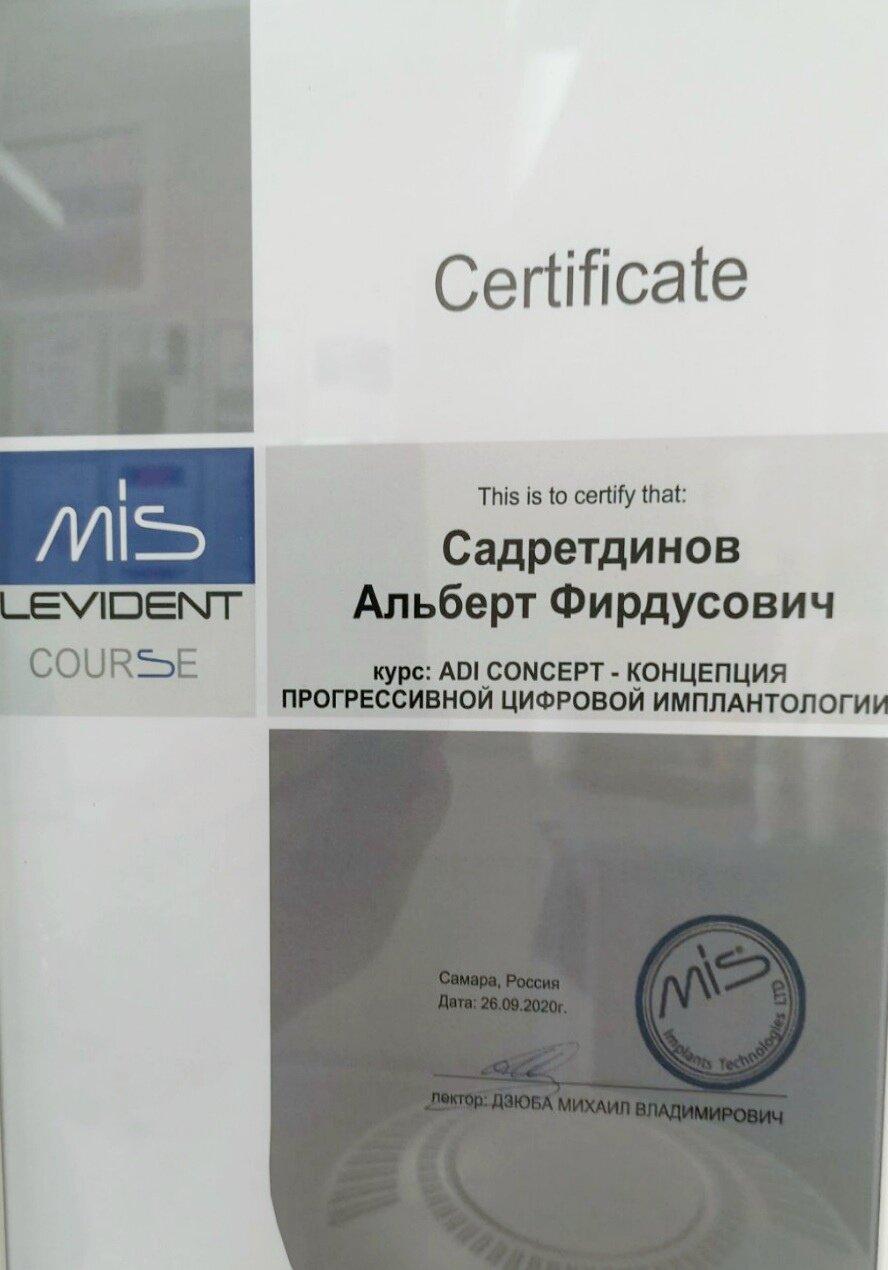 Certificate
mis
LEVIDENT
COURSE
This is to certify that:
Садретдинов
Альберт Фирдусович
курс: ADI CONCEPT - КОНЦЕПЦИЯ
ПРОГРЕССИВНОЙ ЦИФРОВОЙ ИМПЛАНТОЛОГИИ
Самара, Россия
Дата: 26.09.2020г.
mis
Implants Technologies LTD
лектор: ДЗЮБА МИХАИЛ ВЛАДИМИРОВИЧ